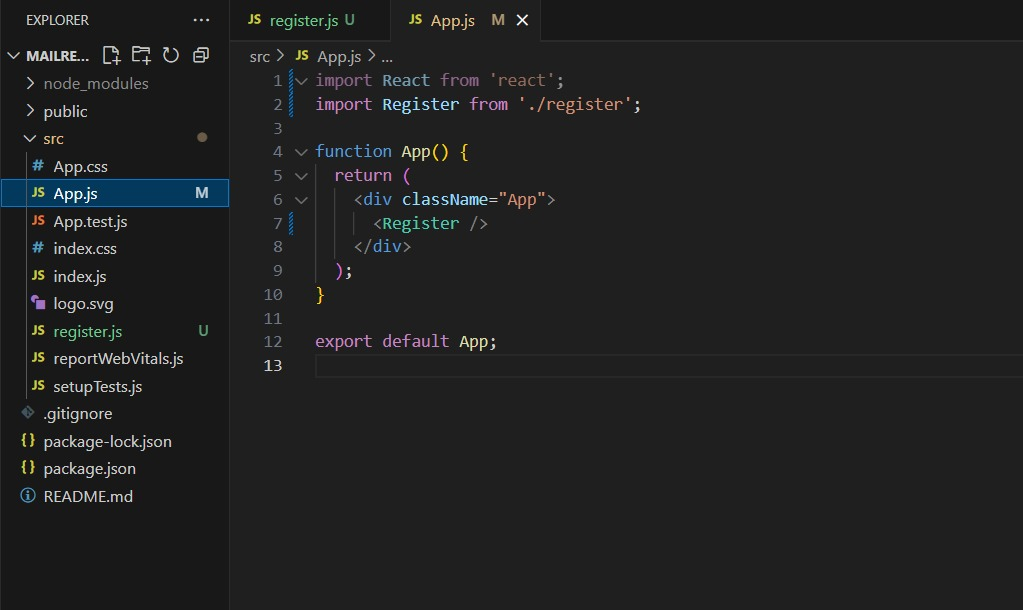 EXPLORER ...
MAILRE...
node_modules
public
src
# App.css
JS App.js M
JS App.test.js
# index.css
JS index.js
logo.svg
JS register.js U
JS reportWebVitals.js
JS setupTests.js
.gitignore
{} package-lock.json
{} package.json
README.md
JS register.js U JS App.js M
src > JS App.js > ...
1 import React from 'react';
2 import Register from './register';
3
4 function App() {
5 return (
6 <div className="App">
7 <Register />
8 </div>
9 );
10 }
11
12 export default App;
13